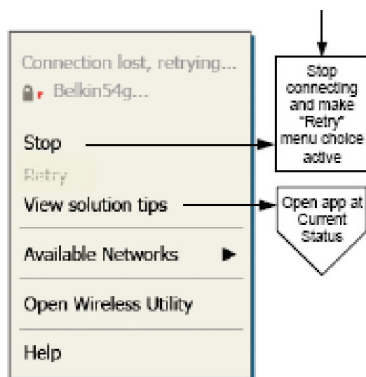 Connection lost, retrying...
Belkin54g...
Stop
Retry
View solution tips
Available Networks
Open Wireless Utility
Help
Stop
connecting
and make
"Retry"
menu choice
active
Open app at
Current
Status